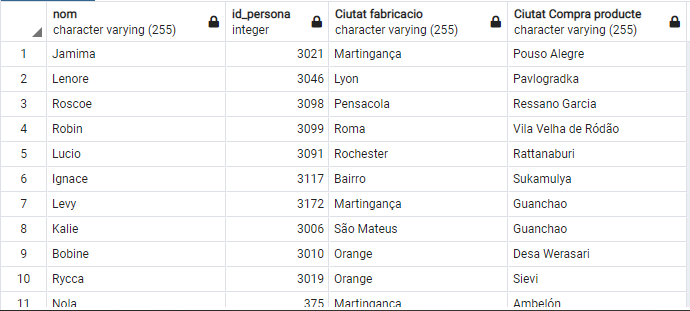 nom id_persona Ciutat fabricacio Ciutat Compra producte
character varying (255) integer character varying (255) character varying (255)
1 Jamima 3021 Martingança Pouso Alegre
2 Lenore 3046 Lyon Pavlogradka
3 Roscoe 3098 Pensacola Ressano Garcia
4 Robin 3099 Roma Vila Velha de Ródão
5 Lucio 3091 Rochester Rattanaburi
6 Ignace 3117 Bairro Sukamulya
7 Levy 3172 Martingança Guanchao
8 Kalie 3006 São Mateus Guanchao
9 Bobine 3010 Orange Desa Werasari
10 Rycca 3019 Orange Sievi
11 Nola 375 Martingança Ambelón